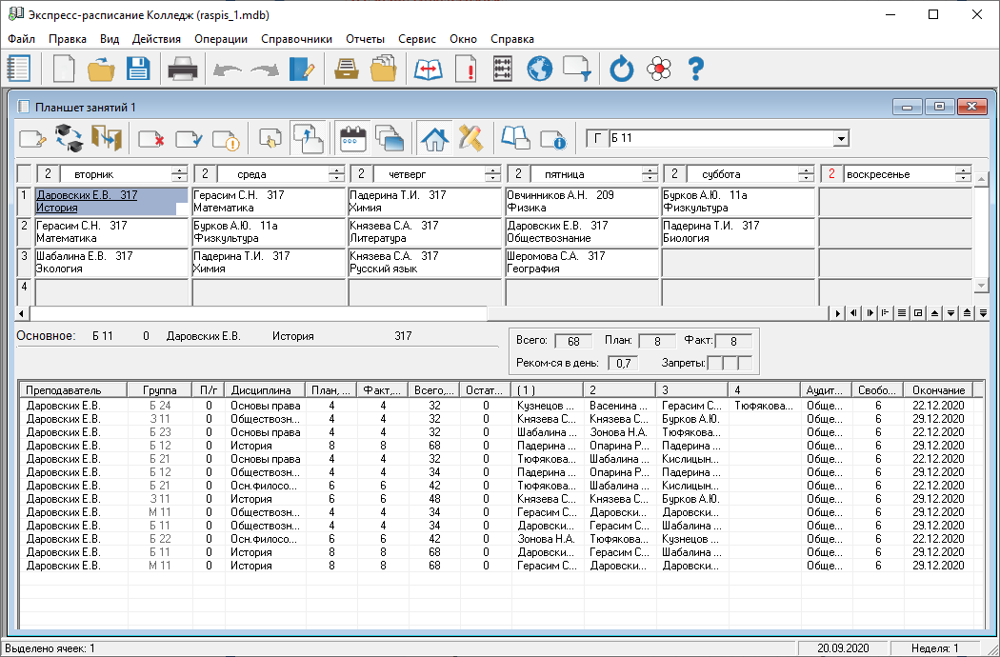 Экспресс-расписание Колледж (raspis_1.mdb)
Файл Правка Вид Действия Операции Справочники Отчеты Сервис Окно Справка
Планшет занятий 1
Г Б 11
2 вторник 2 среда 2 четверг 2 пятница 2 суббота 2 воскресенье
1 Даровских Е.В. 317 Герасим С.Н. 317 Падерина Т.И. 317 Овчинников А.Н. 209 Бурков А.Ю. 11а
История Математика Химия Физика Физкультура
2 Герасим С.Н. 317 Бурков А.Ю. 11а Князева С.А. 317 Даровских Е.В. 317 Падерина Т.И. 317
Математика Физкультура Литература Обществознание Биология
3 Шабалина Е.В. 317 Падерина Т.И. 317 Князева С.А. 317 Шеромова С.А. 317
Экология Химия Русский язык География
4
Основное: Б 11 0 Даровских Е.В. История 317
Всего: 68 План: 8 Факт: 8
Реком-ся в день: 0,7 Запреты:
Преподаватель Группа П/г Дисциплина План, ... Факт,... Всего,... Остат... ( 1 ) 2 3 4 Аудит... Свобо... Окончание
Даровских Е.В. Б 24 0 Основы права 4 4 32 0 Кузнецов ... Васенина ... Герасим С... Тюфякова... Обще... 6 22.12.2020
Даровских Е.В. З 11 0 Обществозн... 4 4 34 0 Князева С... Князева С... Бурков А.Ю. Обще... 6 29.12.2020
Даровских Е.В. Б 23 0 Основы права 4 4 32 0 Шабалина ... Зонова Н.А. Тюфякова... Обще... 6 22.12.2020
Даровских Е.В. Б 12 0 История 8 8 68 0 Падерина ... Опарина Р... Падерина ... Обще... 6 29.12.2020
Даровских Е.В. Б 21 0 Основы права 4 4 32 0 Тюфякова... Шабалина ... Кислицын... Обще... 6 22.12.2020
Даровских Е.В. Б 12 0 Обществозн... 4 4 34 0 Падерина ... Опарина Р... Падерина ... Обще... 6 29.12.2020
Даровских Е.В. Б 21 0 Осн.филосо... 6 6 42 0 Тюфякова... Шабалина ... Кислицын... Обще... 6 22.12.2020
Даровских Е.В. З 11 0 История 6 6 48 0 Князева С... Князева С... Бурков А.Ю. Обще... 6 29.12.2020
Даровских Е.В. М 11 0 Обществозн... 4 4 34 0 Герасим С... Даровски... Даровски... Обще... 6 29.12.2020
Даровских Е.В. Б 11 0 Обществозн... 4 4 34 0 Даровски... Герасим С... Шабалина ... Обще... 6 29.12.2020
Даровских Е.В. Б 22 0 Осн.филосо... 6 6 42 0 Зонова Н.А. Тюфякова... Кузнецов ... Обще... 6 22.12.2020
Даровских Е.В. Б 11 0 История 8 8 68 0 Даровски... Герасим С... Шабалина ... Обще... 6 29.12.2020
Даровских Е.В. М 11 0 История 8 8 68 0 Герасим С... Даровски... Даровски... Обще... 6 29.12.2020
Выделено ячеек: 1 20.09.2020 Неделя: 1